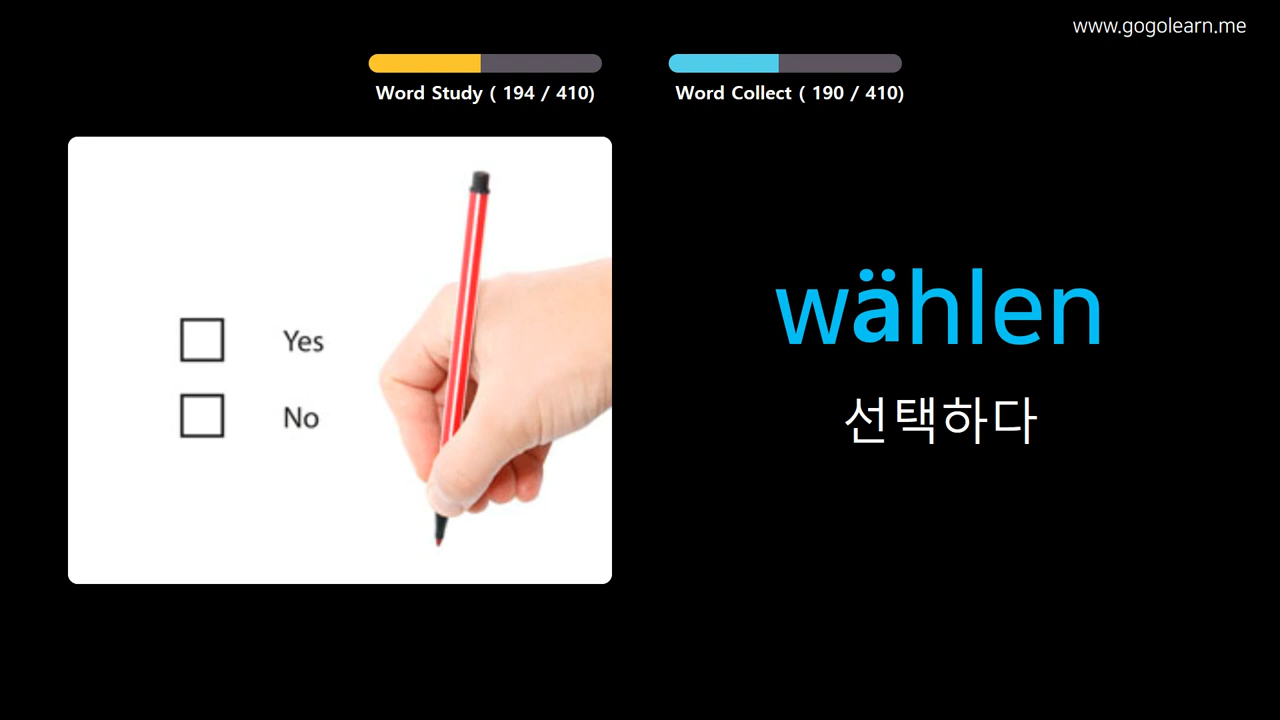 www.gogolearn.me
Word Study ( 194 / 410)
Word Collect ( 190 / 410)
Yes
No
wählen
선택하다